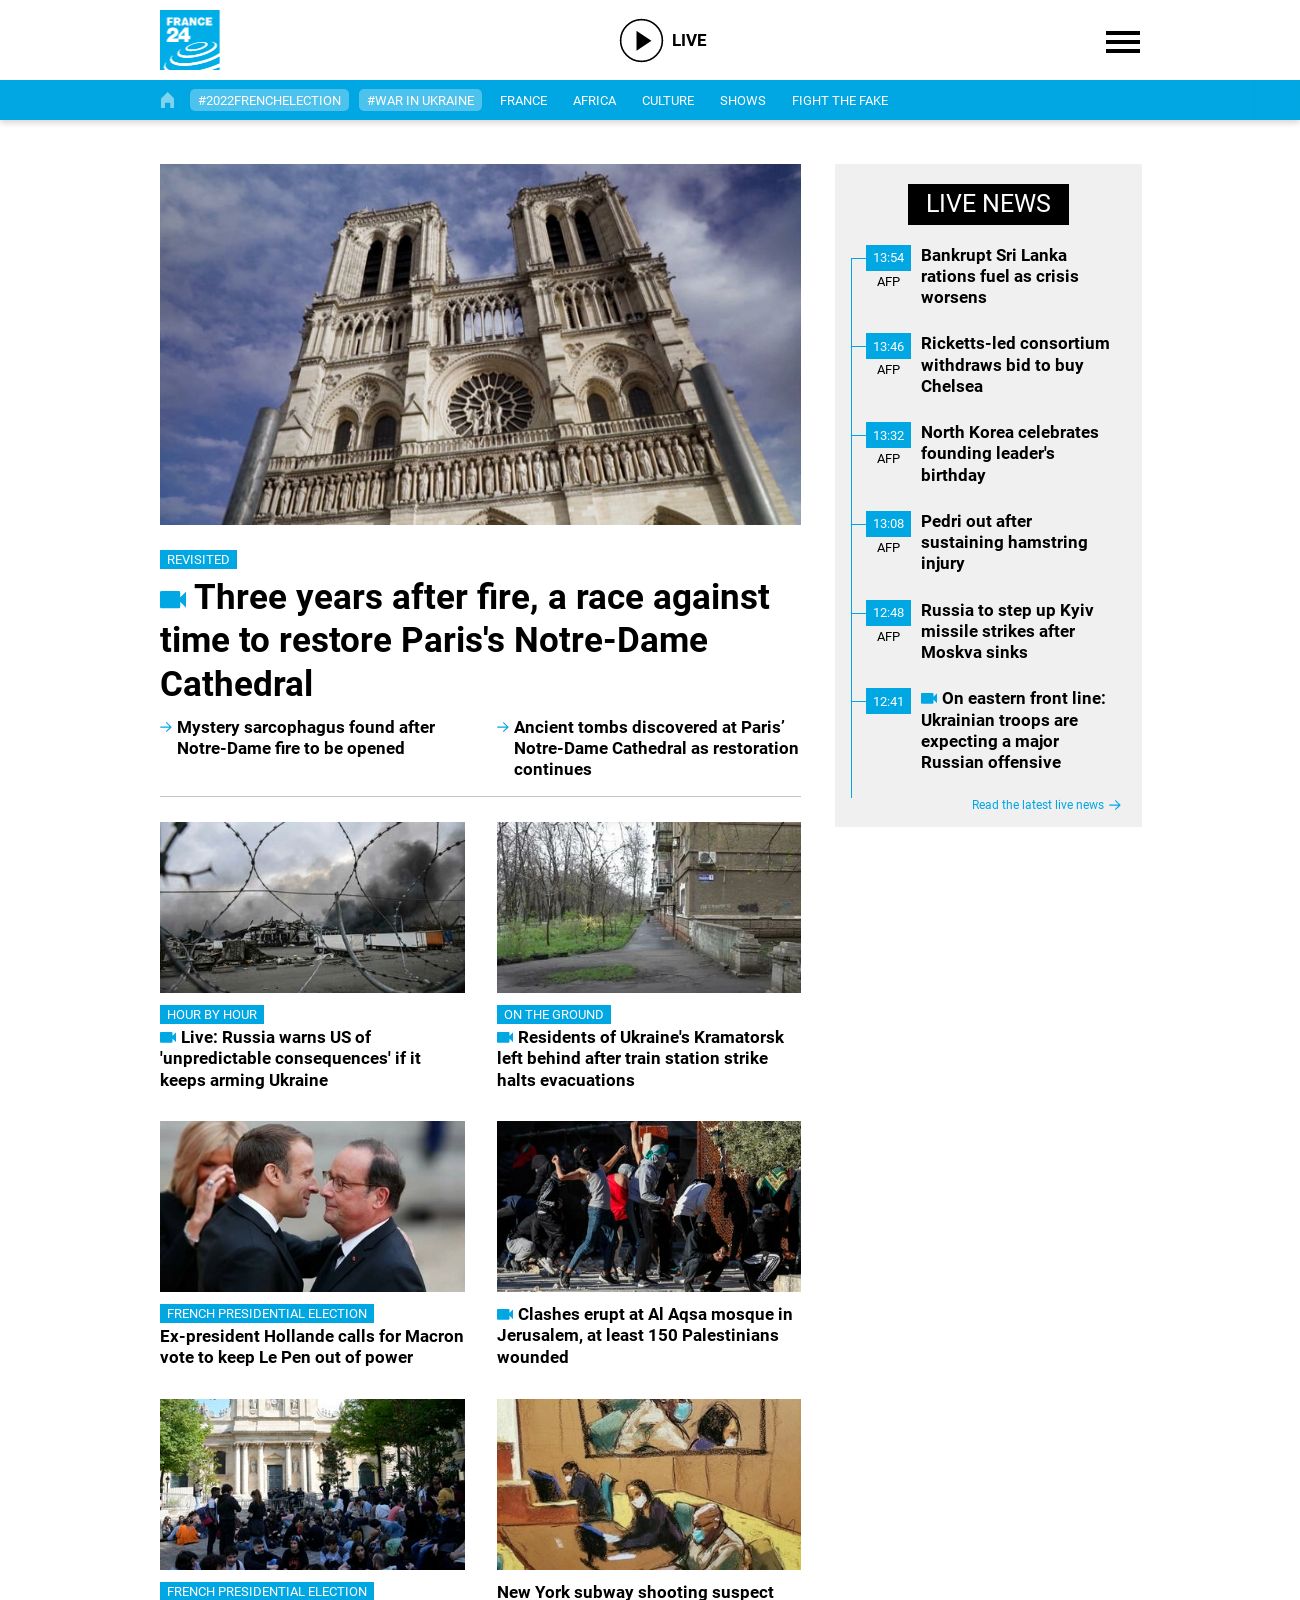 FRANCE
24
LIVE
#2022FRENCHELECTION
#WAR IN UKRAINE
FRANCE
AFRICA
CULTURE
SHOWS
FIGHT THE FAKE
REVISITED
Three years after fire, a race against
time to restore Paris's Notre-Dame
Cathedral
Mystery sarcophagus found after
Notre-Dame fire to be opened
Ancient tombs discovered at Paris’
Notre-Dame Cathedral as restoration
continues
HOUR BY HOUR
Live: Russia warns US of
'unpredictable consequences' if it
keeps arming Ukraine
ON THE GROUND
Residents of Ukraine's Kramatorsk
left behind after train station strike
halts evacuations
FRENCH PRESIDENTIAL ELECTION
Ex-president Hollande calls for Macron
vote to keep Le Pen out of power
Clashes erupt at Al Aqsa mosque in
Jerusalem, at least 150 Palestinians
wounded
FRENCH PRESIDENTIAL ELECTION
New York subway shooting suspect
LIVE NEWS
13:54
AFP
Bankrupt Sri Lanka
rations fuel as crisis
worsens
13:46
AFP
Ricketts-led consortium
withdraws bid to buy
Chelsea
13:32
AFP
North Korea celebrates
founding leader's
birthday
13:08
AFP
Pedri out after
sustaining hamstring
injury
12:48
AFP
Russia to step up Kyiv
missile strikes after
Moskva sinks
12:41
On eastern front line:
Ukrainian troops are
expecting a major
Russian offensive
Read the latest live news